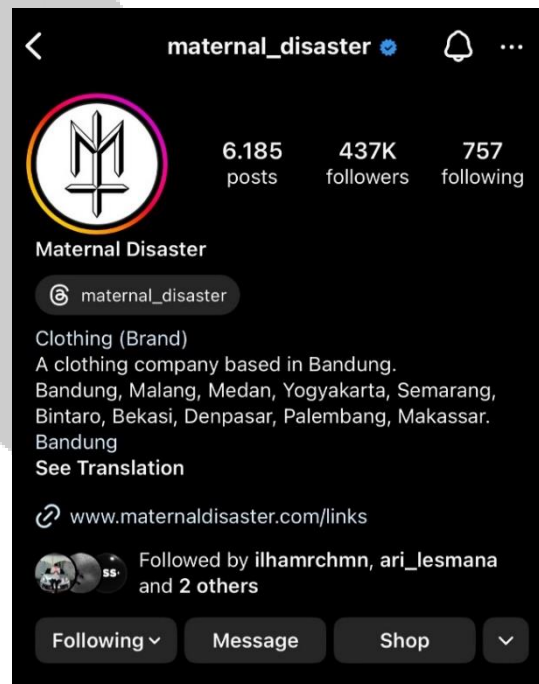 maternal_disaster
6.185 437K 757
posts followers following
Maternal Disaster
maternal_disaster
Clothing (Brand)
A clothing company based in Bandung.
Bandung, Malang, Medan, Yogyakarta, Semarang,
Bintaro, Bekasi, Denpasar, Palembang, Makassar.
Bandung
See Translation
www.maternaldisaster.com/links
ss.
Followed by ilhamrchmn, ari_lesmana
and 2 others
Following Message Shop